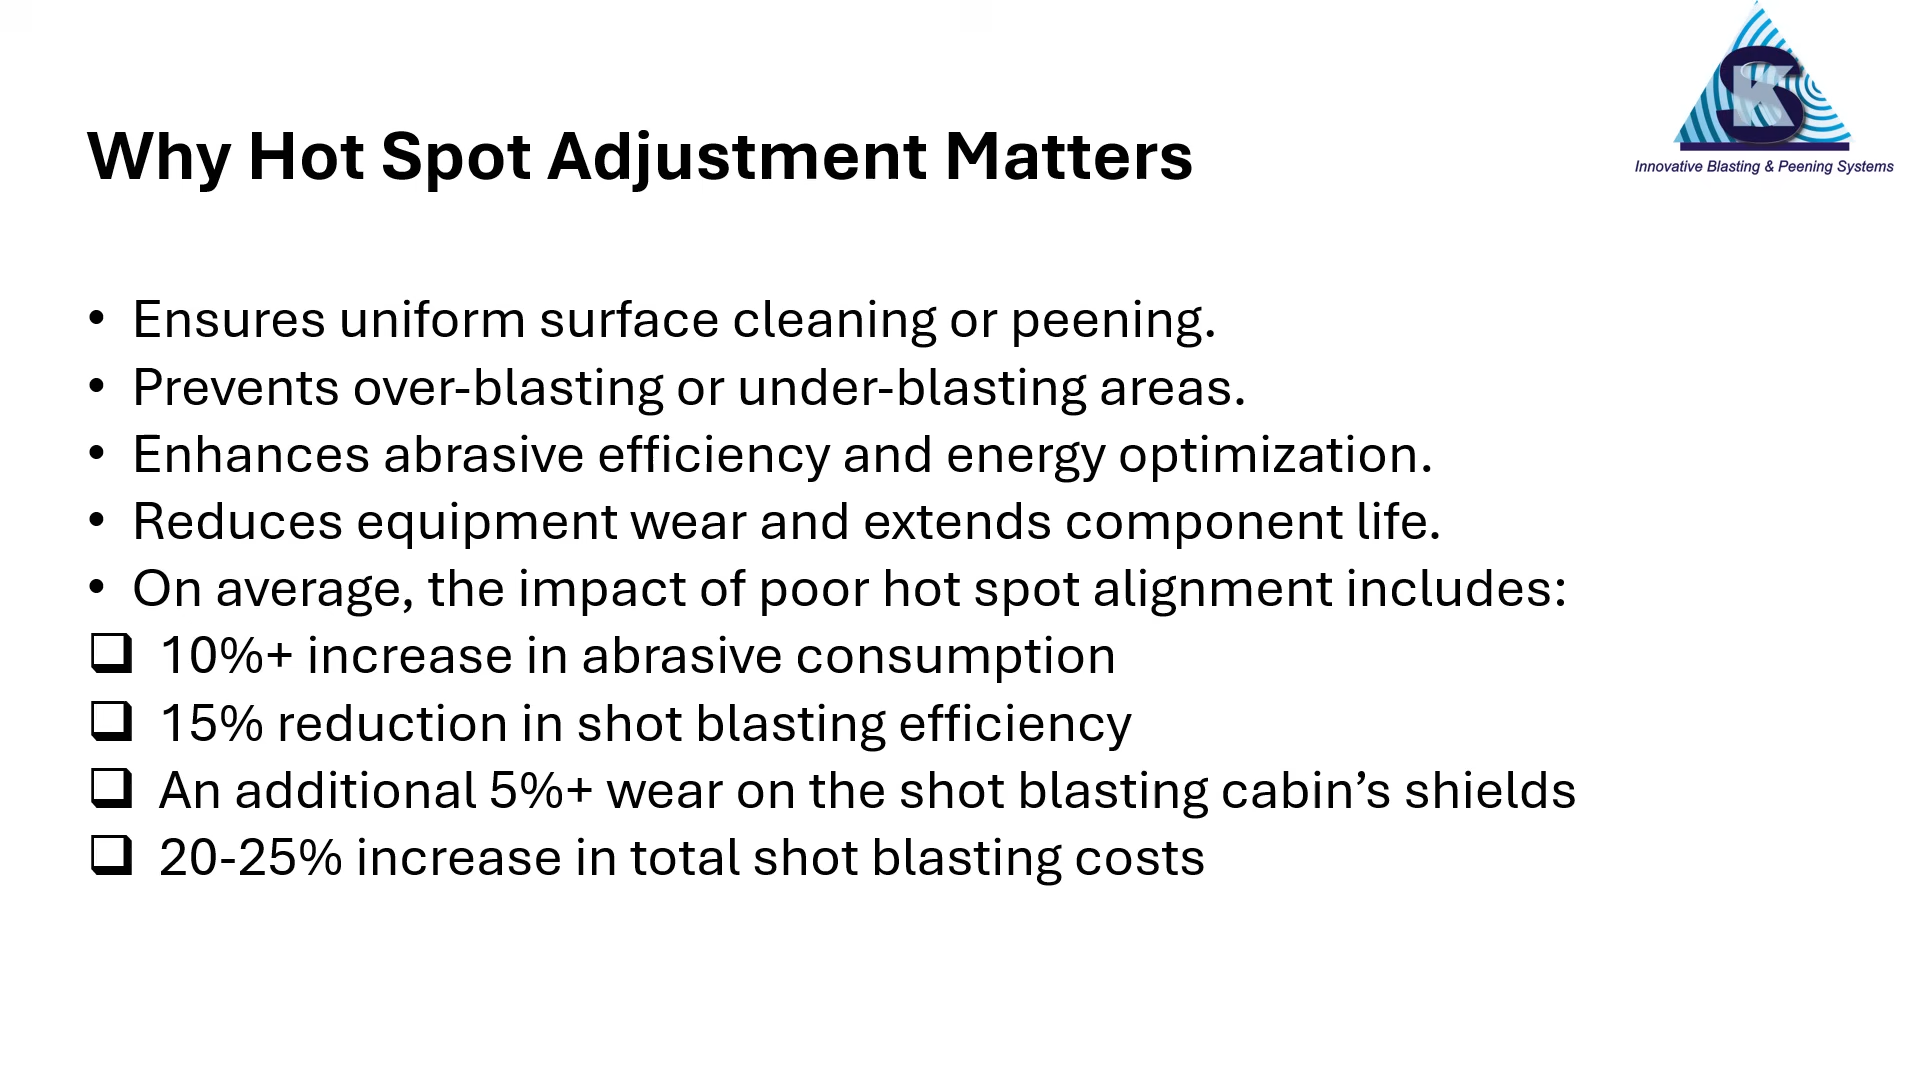 SK
Innovative Blasting & Peening Systems
Why Hot Spot Adjustment Matters
• Ensures uniform surface cleaning or peening.
• Prevents over-blasting or under-blasting areas.
• Enhances abrasive efficiency and energy optimization.
• Reduces equipment wear and extends component life.
• On average, the impact of poor hot spot alignment includes:
❑ 10%+ increase in abrasive consumption
❑ 15% reduction in shot blasting efficiency
❑ An additional 5%+ wear on the shot blasting cabin’s shields
❑ 20-25% increase in total shot blasting costs